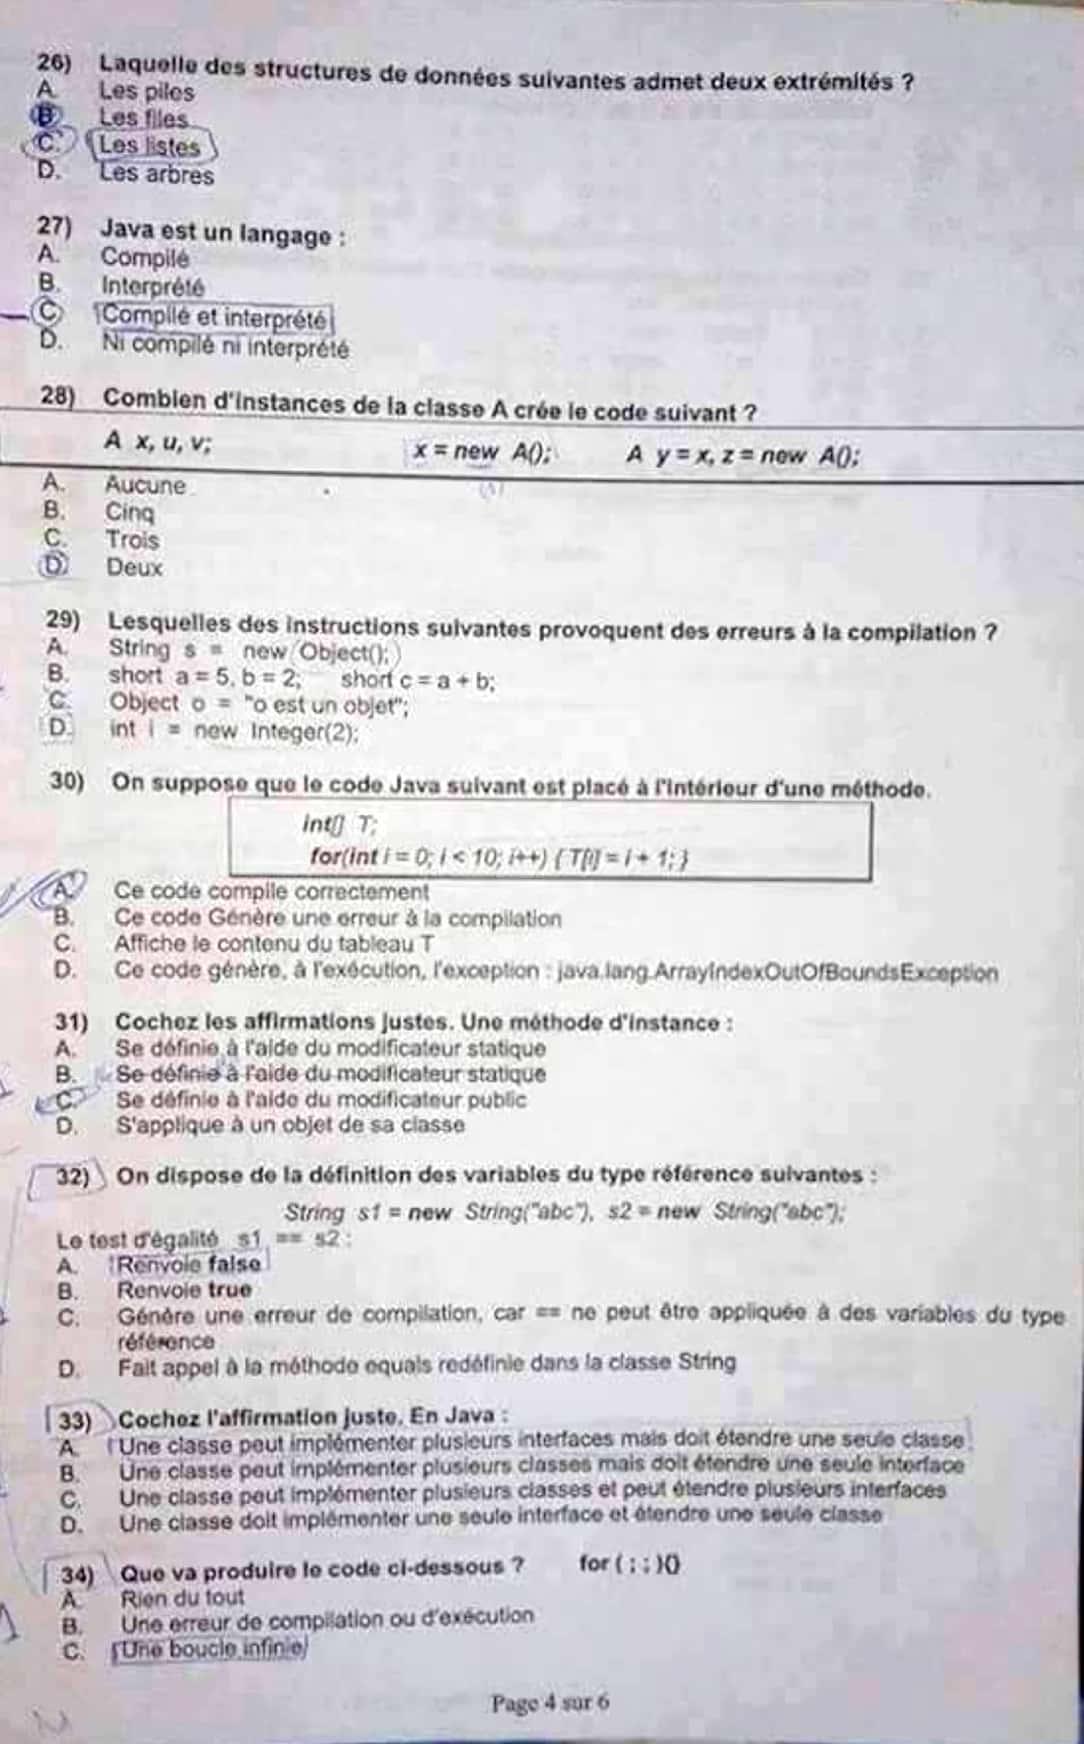 26) Laquelle des structures de données suivantes admet deux extrémités ?
A. Les piles
B. Les files
C. Les listes
D. Les arbres
27) Java est un langage :
A. Compilé
B. Interprété
C. Compilé et interprété
D. Ni compilé ni interprété
28) Combien d'instances de la classe A crée le code suivant ?
A x, u, v; x = new A(); A y = x, z = new A();
A. Aucune
B. Cinq
C. Trois
D. Deux
29) Lesquelles des instructions suivantes provoquent des erreurs à la compilation ?
A. String s = new Object();
B. short a = 5, b = 2; short c = a + b;
C. Object o = "o est un objet";
D. int i = new Integer(2);
30) On suppose que le code Java suivant est placé à l'intérieur d'une méthode.
int[] T;
for(int i = 0; i < 10; i++) { T[i] = i + 1; }
A. Ce code compile correctement
B. Ce code Génère une erreur à la compilation
C. Affiche le contenu du tableau T
D. Ce code génère, à l'exécution, l'exception : java.lang.ArrayIndexOutOfBoundsException
31) Cochez les affirmations justes. Une méthode d'instance :
A. Se définie à l'aide du modificateur statique
B. Se définie à l'aide du modificateur statique
C. Se définie à l'aide du modificateur public
D. S'applique à un objet de sa classe
32) On dispose de la définition des variables du type référence suivantes :
String s1 = new String("abc"), s2 = new String("abc");
Le test d'égalité s1 == s2 :
A. Renvoie false
B. Renvoie true
C. Génère une erreur de compilation, car == ne peut être appliquée à des variables du type
référence
D. Fait appel à la méthode equals redéfinie dans la classe String
33) Cochez l'affirmation juste. En Java :
A. Une classe peut implémenter plusieurs interfaces mais doit étendre une seule classe
B. Une classe peut implémenter plusieurs classes mais doit étendre une seule interface
C. Une classe peut implémenter plusieurs classes et peut étendre plusieurs interfaces
D. Une classe doit implémenter une seule interface et étendre une seule classe
34) Que va produire le code ci-dessous ? for ( ; ; ){}
A. Rien du tout
B. Une erreur de compilation ou d'exécution
C. Une boucle infinie
Page 4 sur 6